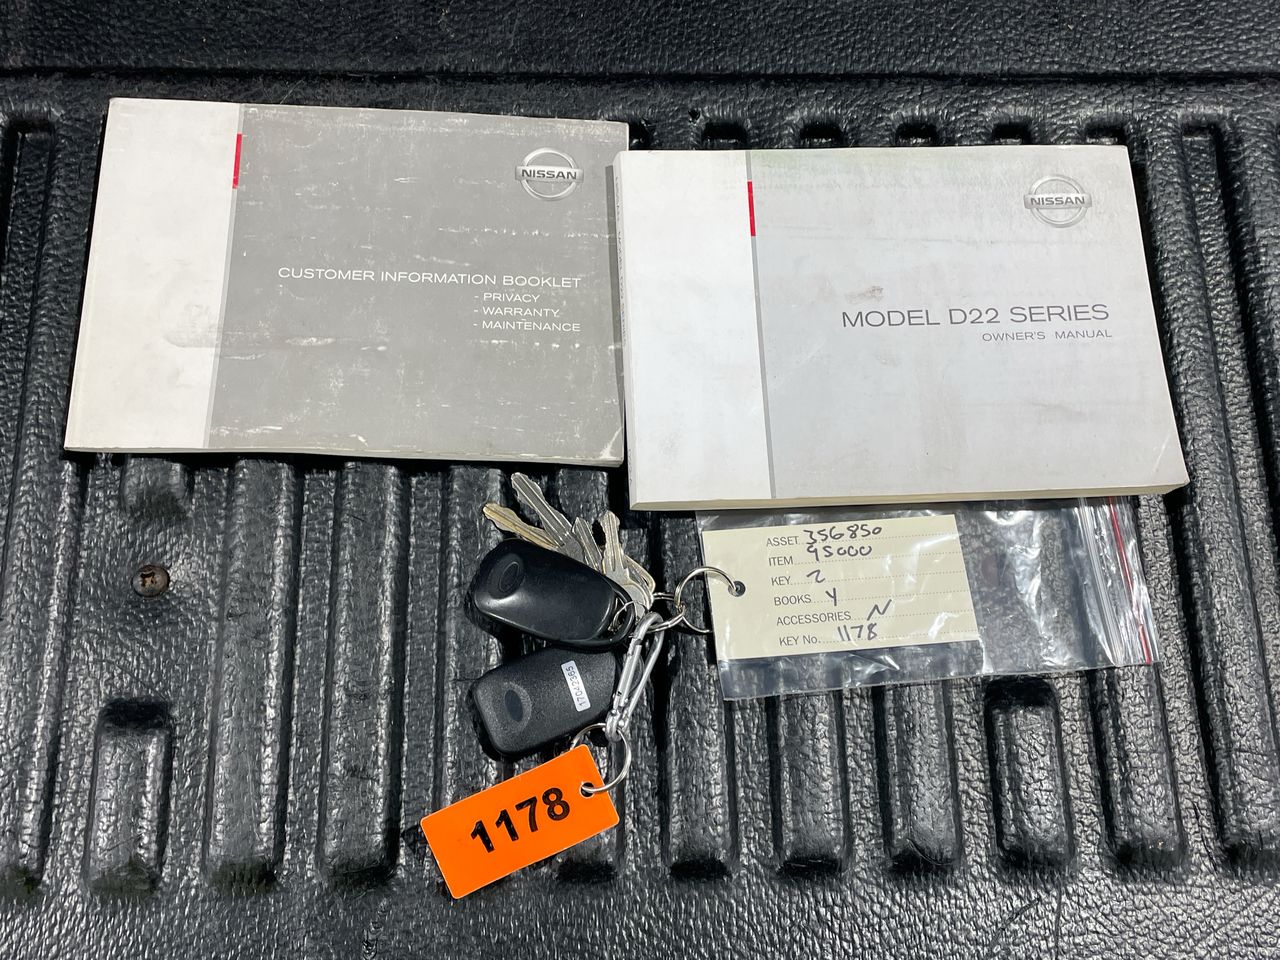 NISSAN
CUSTOMER INFORMATION BOOKLET
- PRIVACY
- WARRANTY
- MAINTENANCE
NISSAN
MODEL D22 SERIES
OWNER'S MANUAL
ASSET 356850
ITEM 95000
KEY 2
BOOKS Y
ACCESSORIES N
KEY No. 1178
1178